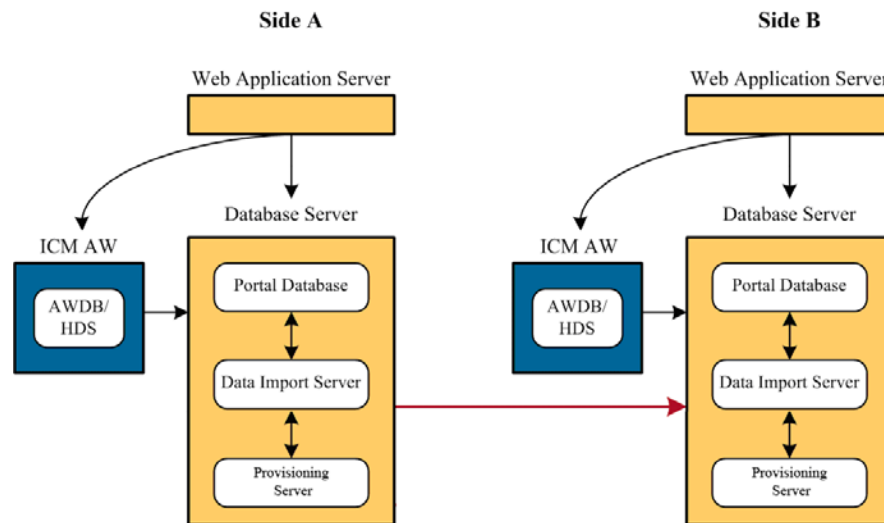 Side A
Side B
Web Application Server
Web Application Server
Database Server
Database Server
ICM AW
ICM AW
AWDB/
HDS
Portal Database
AWDB/
HDS
Portal Database
Data Import Server
Data Import Server
Provisioning
Server
Provisioning
Server